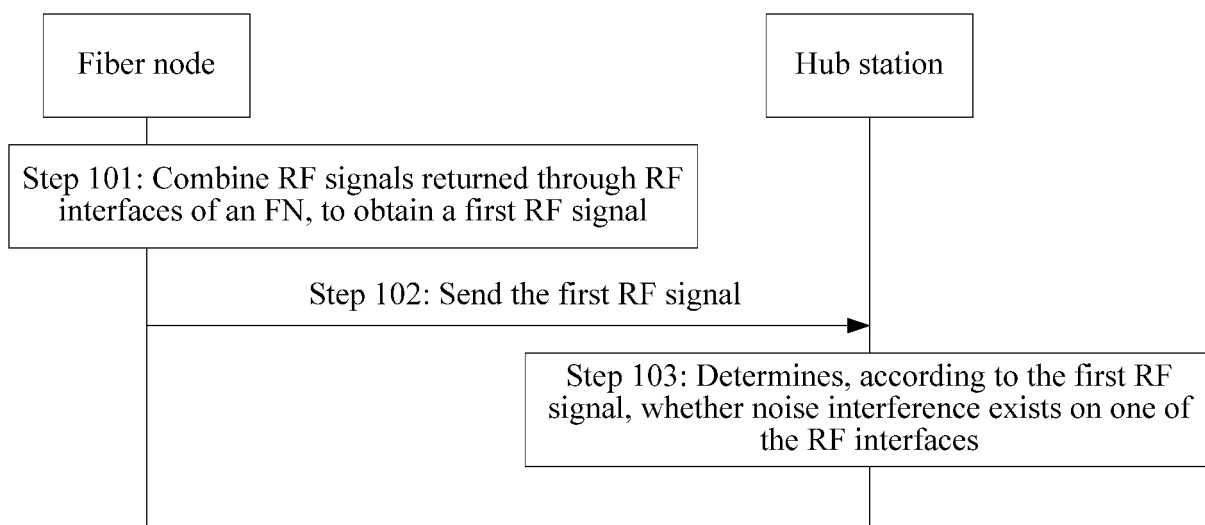 Fiber node
Hub station
Step 101: Combine RF signals returned through RF
interfaces of an FN, to obtain a first RF signal
Step 102: Send the first RF signal
Step 103: Determines, according to the first RF
signal, whether noise interference exists on one of
the RF interfaces